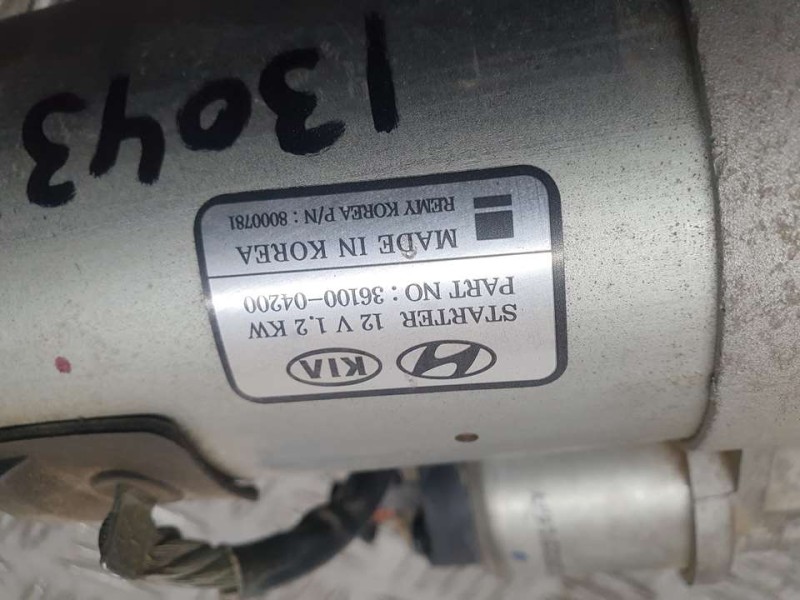 KIA
STARTER 12 V 1.2 KW
PART NO : 36100-04200
MADE IN KOREA
REMY KOREA P/N : 8000781
13043